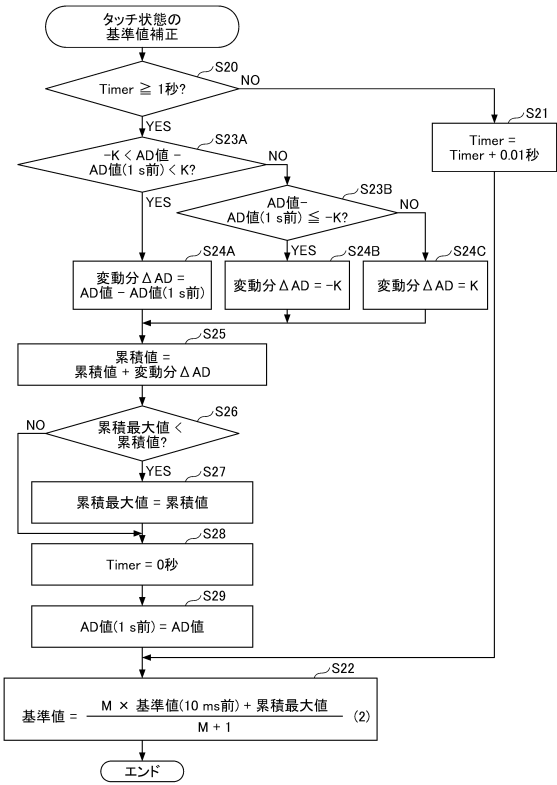 タッチ状態の
基準値補正
S20
Timer ≧ 1秒?
NO
YES
S21
Timer =
Timer + 0.01秒
S23A
-K < AD値 -
AD値(1 s前) < K?
NO
YES
S23B
AD値-
AD値(1 s前) ≦ -K?
NO
YES
S24A
変動分ΔAD =
AD値 - AD値(1 s前)
S24B
変動分ΔAD = -K
S24C
変動分ΔAD = K
S25
累積値 =
累積値 + 変動分ΔAD
S26
累積最大値 <
累積値?
NO
YES
S27
累積最大値 = 累積値
S28
Timer = 0秒
S29
AD値(1 s前) = AD値
S22
基準値 = M × 基準値(10 ms前) + 累積最大値 (2)
M + 1
エンド